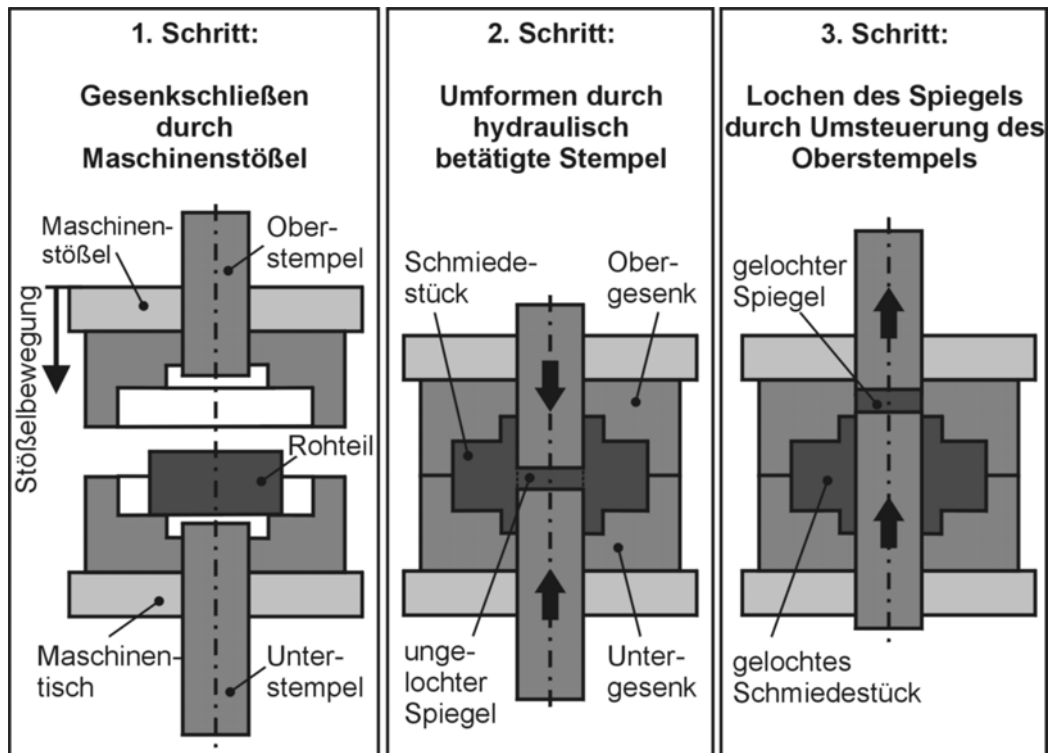 1. Schritt:
Gesenkschließen
durch
Maschinenstößel
Maschinen-
stößel
Ober-
stempel
Stößelbewegung
Rohteil
Maschinen-
tisch
Unter-
stempel
2. Schritt:
Umformen durch
hydraulisch
betätigte Stempel
Schmiede-
stück
Ober-
gesenk
unge-
lochter
Spiegel
Unter-
gesenk
3. Schritt:
Lochen des Spiegels
durch Umsteuerung des
Oberstempels
gelochter
Spiegel
gelochtes
Schmiedestück